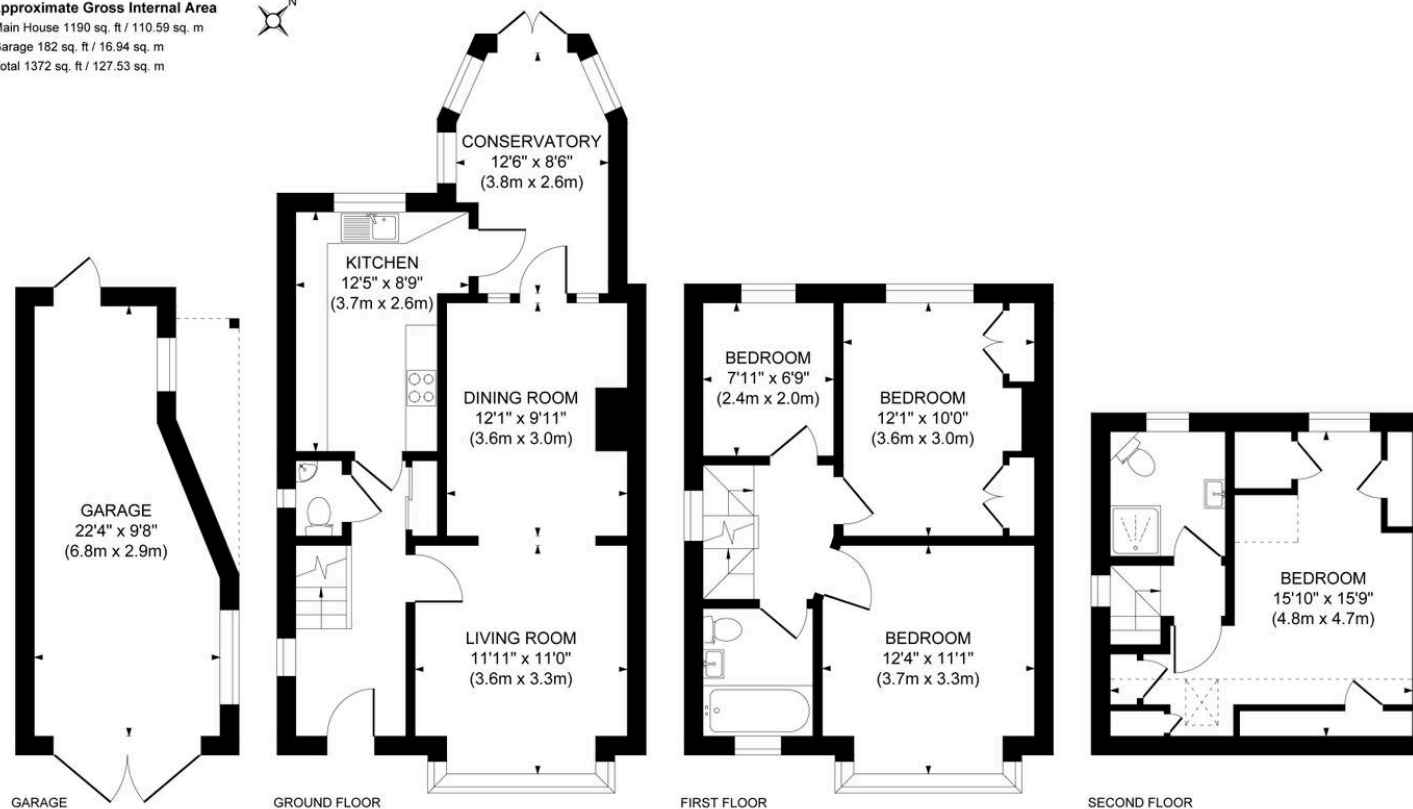 Approximate Gross Internal Area
Main House 1190 sq. ft / 110.59 sq. m
Garage 182 sq. ft / 16.94 sq. m
Total 1372 sq. ft / 127.53 sq. m
N
CONSERVATORY
12'6" x 8'6"
(3.8m x 2.6m)
KITCHEN
12'5" x 8'9"
(3.7m x 2.6m)
DINING ROOM
12'1" x 9'11"
(3.6m x 3.0m)
LIVING ROOM
11'11" x 11'0"
(3.6m x 3.3m)
GARAGE
22'4" x 9'8"
(6.8m x 2.9m)
BEDROOM
7'11" x 6'9"
(2.4m x 2.0m)
BEDROOM
12'1" x 10'0"
(3.6m x 3.0m)
BEDROOM
12'4" x 11'1"
(3.7m x 3.3m)
BEDROOM
15'10" x 15'9"
(4.8m x 4.7m)
GARAGE
GROUND FLOOR
FIRST FLOOR
SECOND FLOOR